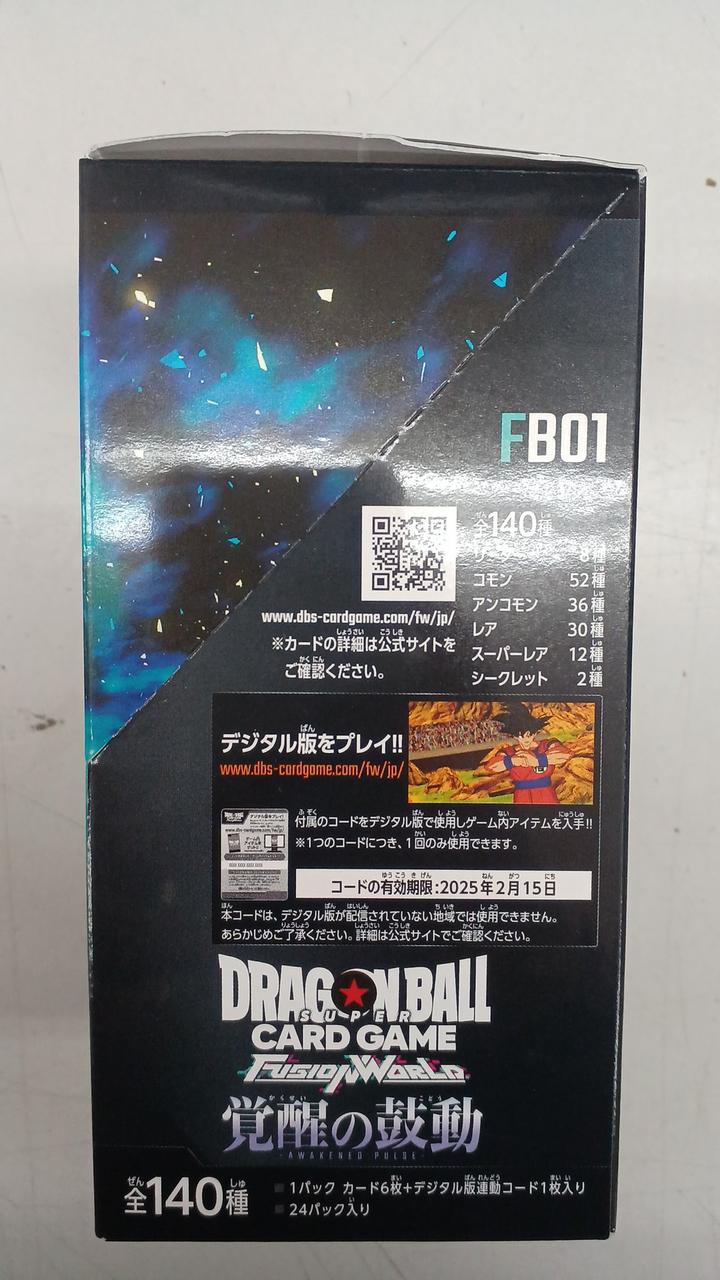 FB01
全140種
8種
コモン 52種
アンコモン 36種
レア 30種
スーパーレア 12種
シークレット 2種
www.dbs-cardgame.com/fw/jp/
※カードの詳細は公式サイトを
ご確認ください。
デジタル版をプレイ!!
www.dbs-cardgame.com/fw/jp/
付属のコードをデジタル版で使用しゲーム内アイテムを入手!!
※1つのコードにつき、1回のみ使用できます。
コードの有効期限:2025年2月15日
本コードは、デジタル版が配信されていない地域では使用できません。
あらかじめご了承ください。詳細は公式サイトでご確認ください。
DRAGON BALL
SUPER
CARD GAME
FUSION WORLD
覚醒の鼓動
-AWAKENED PULSE-
全140種
1パック カード6枚+デジタル版連動コード1枚入り
24パック入り